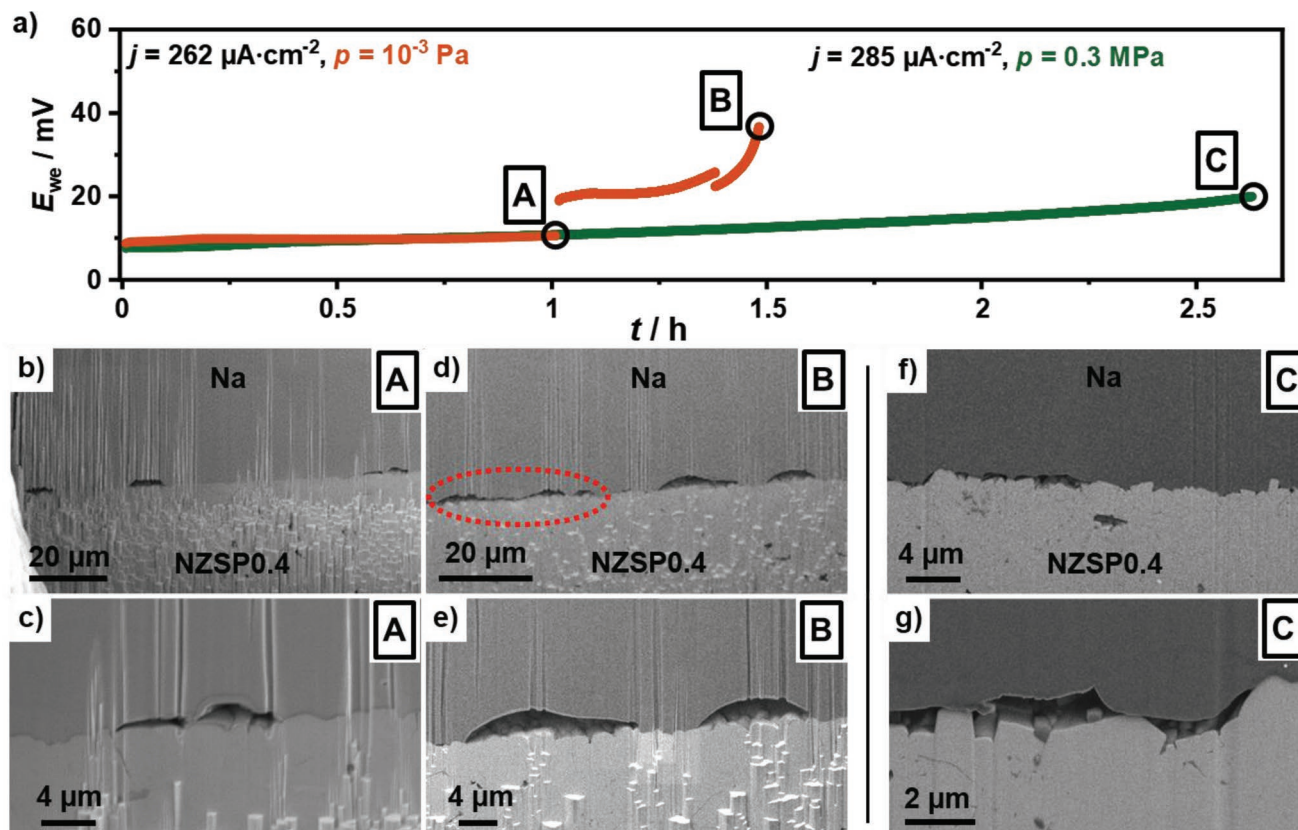 a)
60
40
20
0
E_we / mV
j = 262 µA·cm⁻², p = 10⁻³ Pa
j = 285 µA·cm⁻², p = 0.3 MPa
A
B
C
0
0.5
1
1.5
2
2.5
t / h
b)
Na
A
20 µm
NZSP0.4
d)
Na
B
20 µm
NZSP0.4
f)
Na
C
4 µm
NZSP0.4
c)
A
4 µm
e)
B
4 µm
g)
C
2 µm